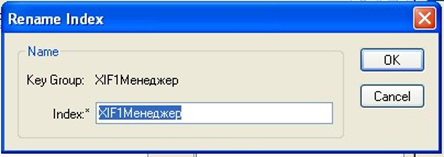 Rename Index
Name
Key Group: XIF1Менеджер
Index:* XIF1Менеджер
OK
Cancel